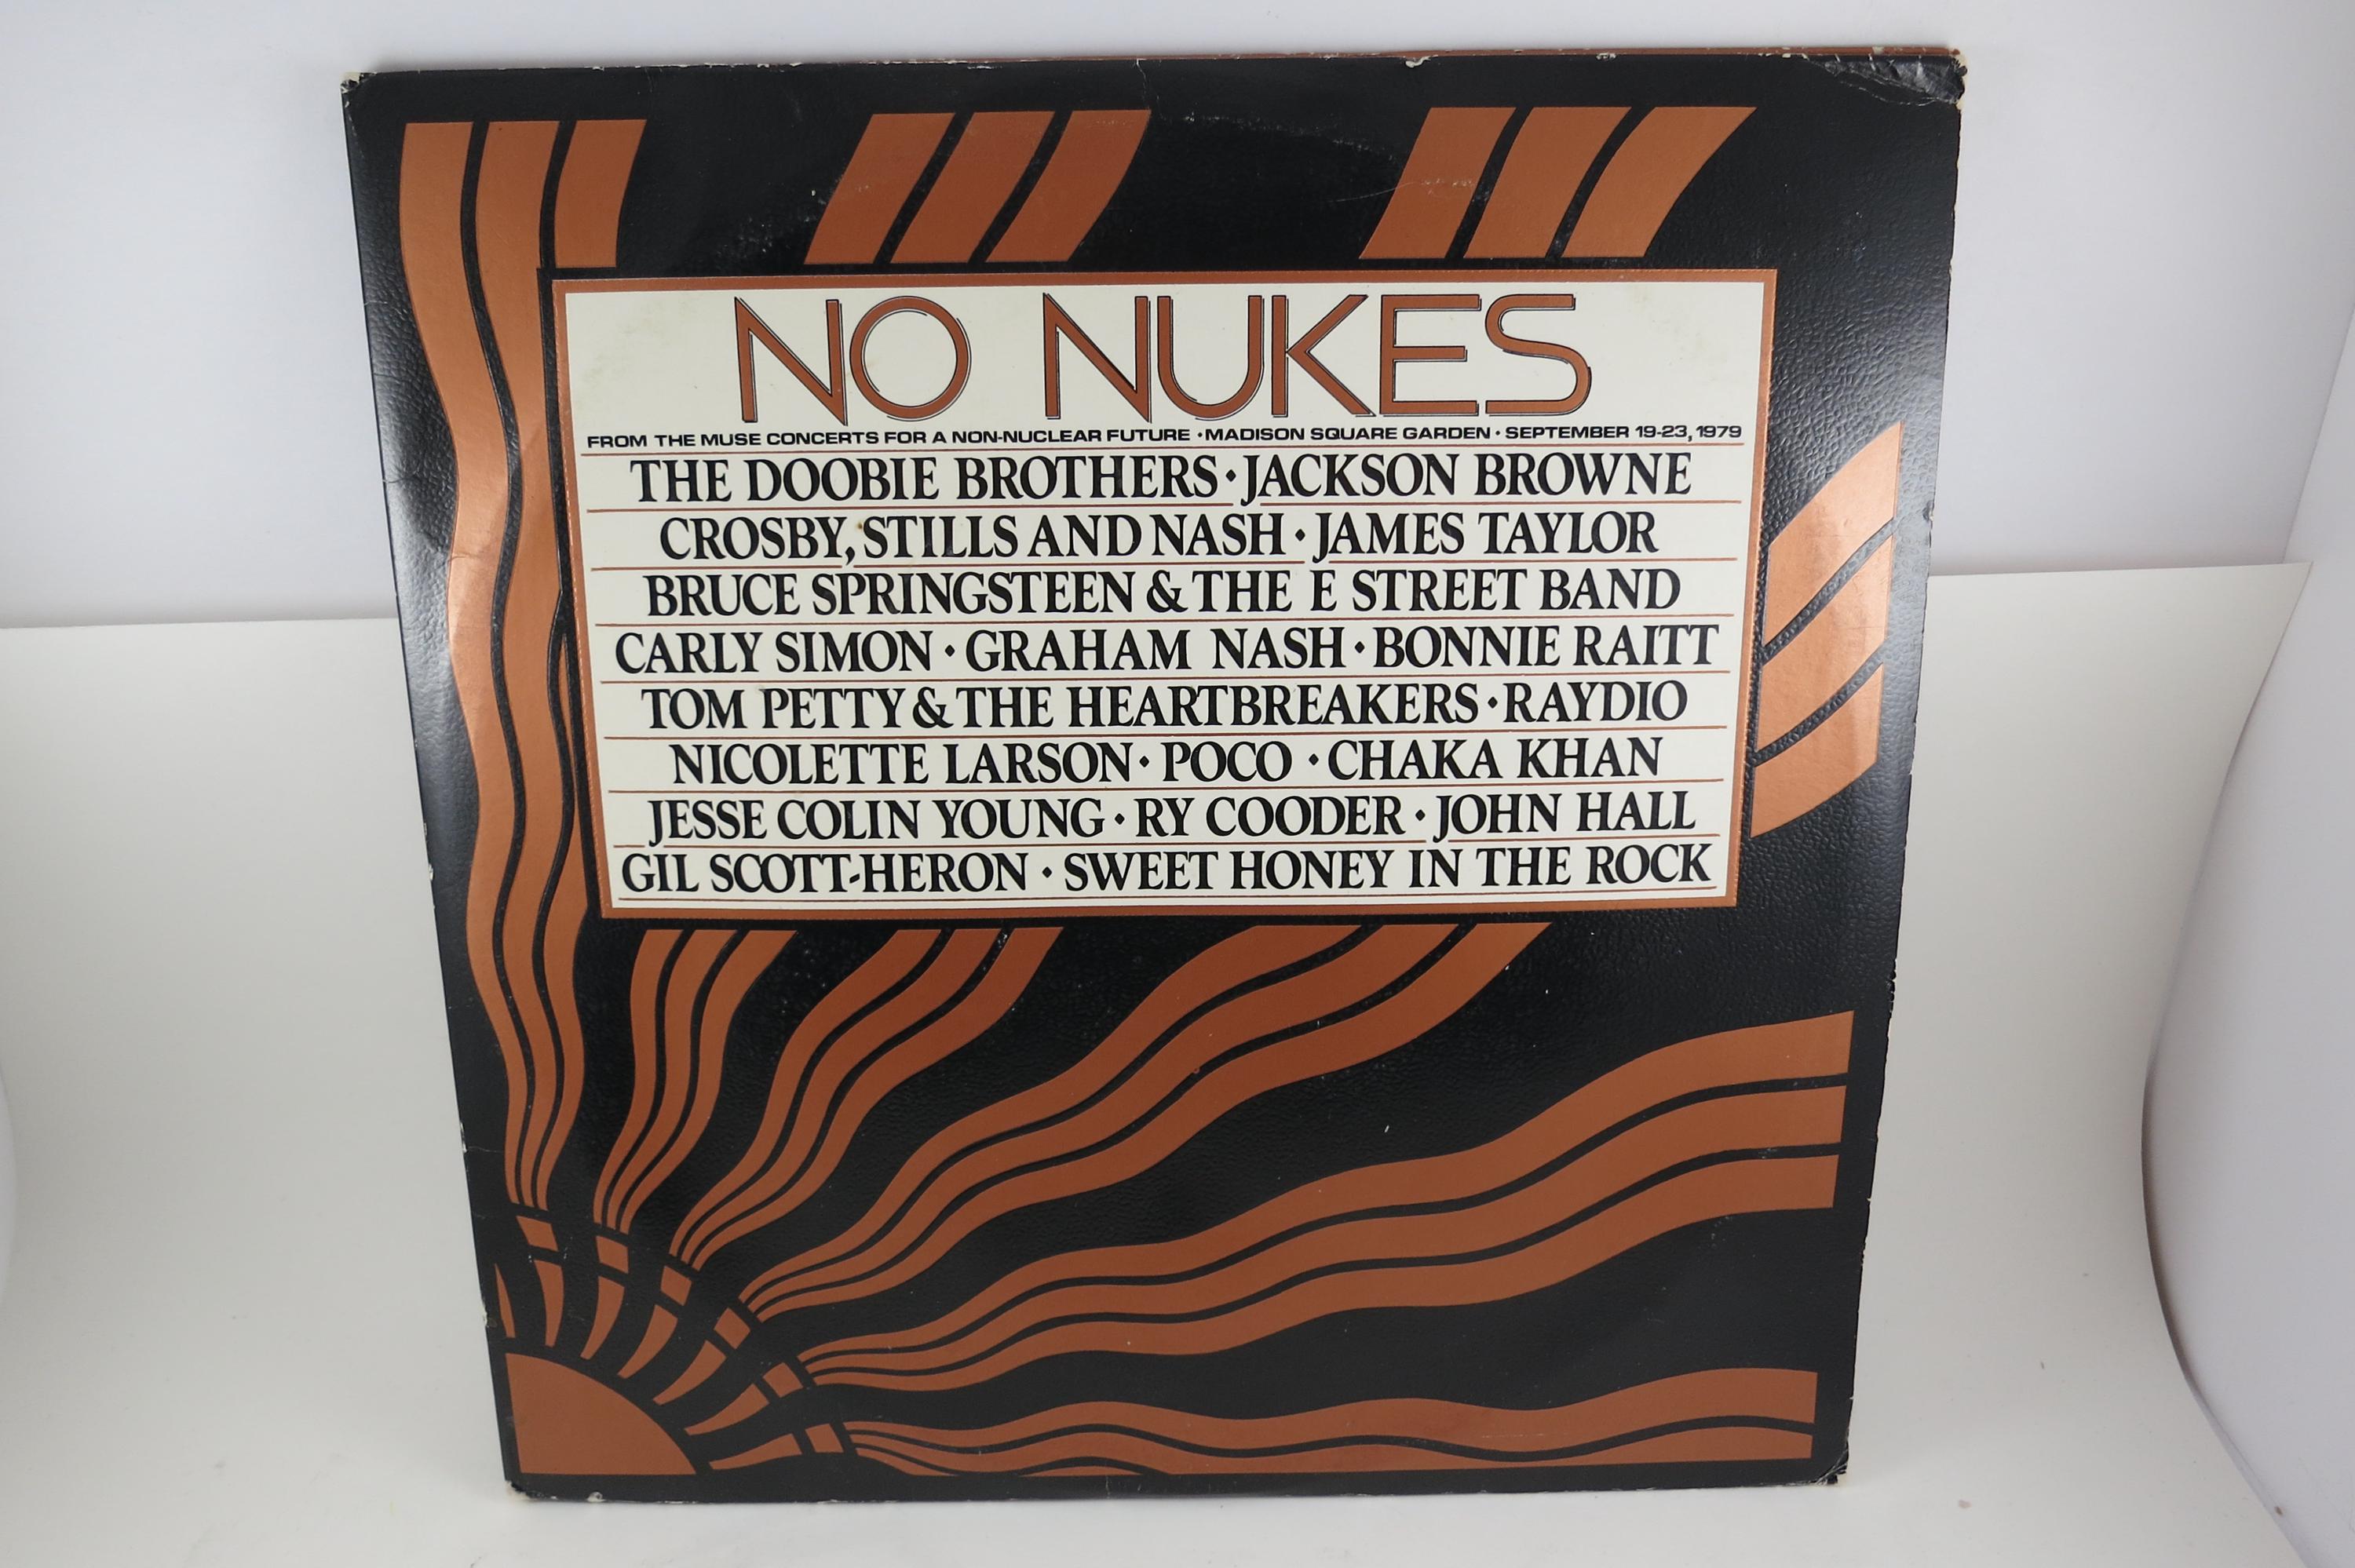 NO NUKES
FROM THE MUSE CONCERTS FOR A NON-NUCLEAR FUTURE • MADISON SQUARE GARDEN • SEPTEMBER 19-23, 1979
THE DOOBIE BROTHERS • JACKSON BROWNE
CROSBY, STILLS AND NASH • JAMES TAYLOR
BRUCE SPRINGSTEEN & THE E STREET BAND
CARLY SIMON • GRAHAM NASH • BONNIE RAITT
TOM PETTY & THE HEARTBREAKERS • RAYDIO
NICOLETTE LARSON • POCO • CHAKA KHAN
JESSE COLIN YOUNG • RY COODER • JOHN HALL
GIL SCOTT-HERON • SWEET HONEY IN THE ROCK